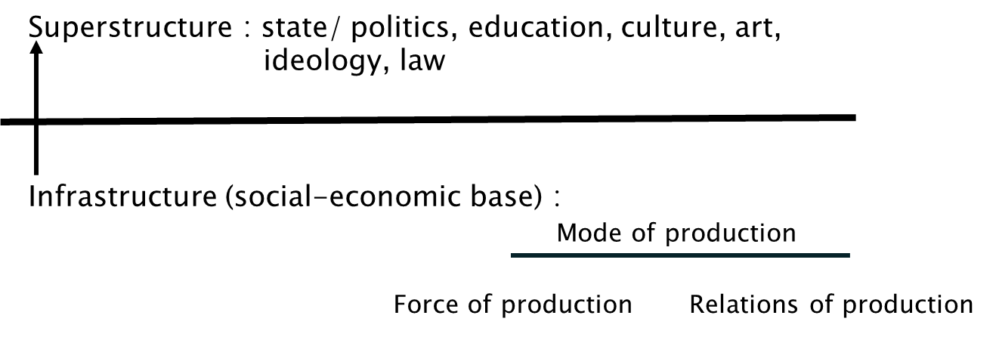 Superstructure : state/ politics, education, culture, art,
ideology, law
Infrastructure (social-economic base) :
Mode of production
Force of production
Relations of production